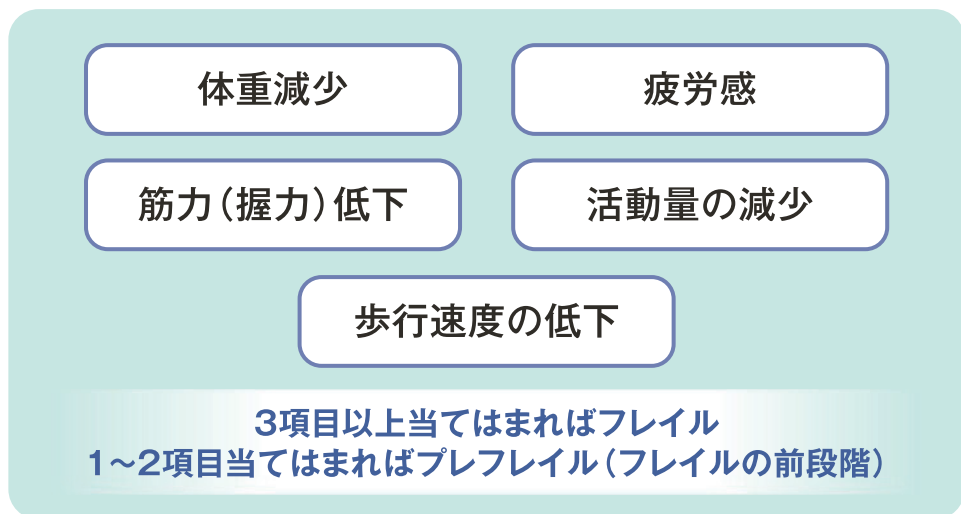 体重減少
疲労感
筋力（握力）低下
活動量の減少
歩行速度の低下
3項目以上当てはまればフレイル
1～2項目当てはまればプレフレイル（フレイルの前段階）